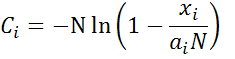 C_i = −N ln(1 − x_i / (a_i N))